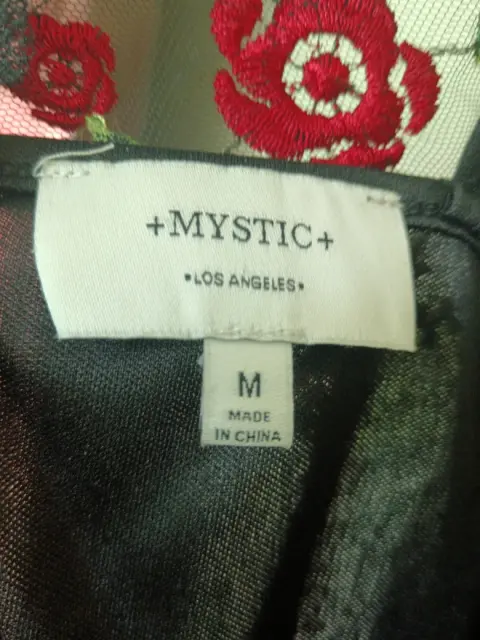 +MYSTIC+
•LOS ANGELES•
M
MADE
IN CHINA